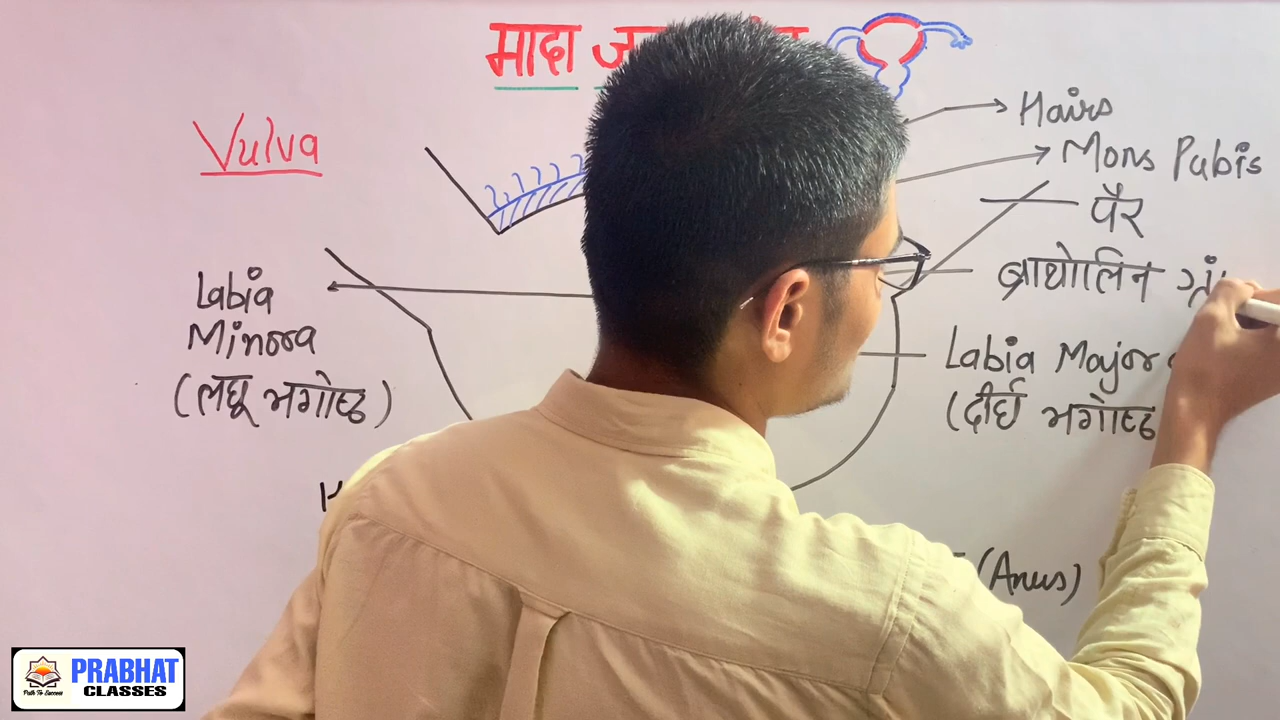 मादा
Vulva
Hairs
Mons Pubis
पैर
ब्राथोलिन
Labia
Minora
(लघू भगोष्ठ)
Labia Major
(दीर्घ भगोष्ठ
(Anus)
PRABHAT
CLASSES
Path To Success